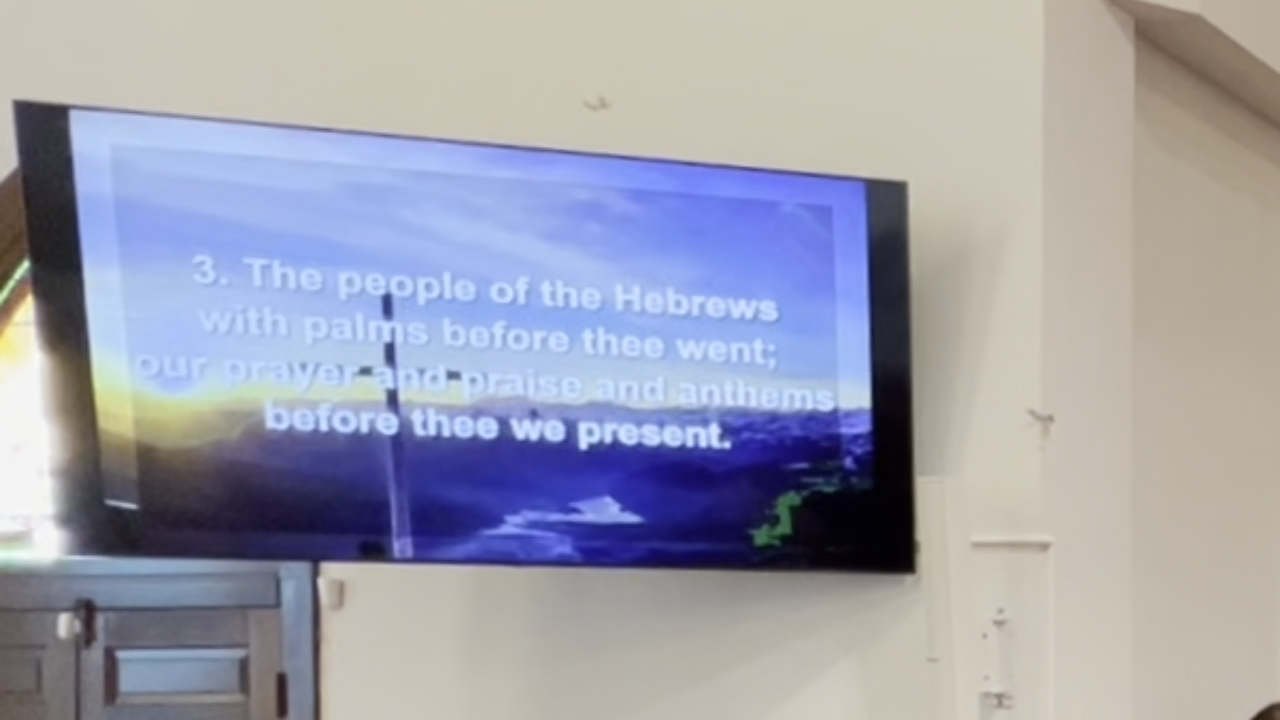 3. The people of the Hebrews
with palms before thee went;
our prayer and praise and anthems
before thee we present.